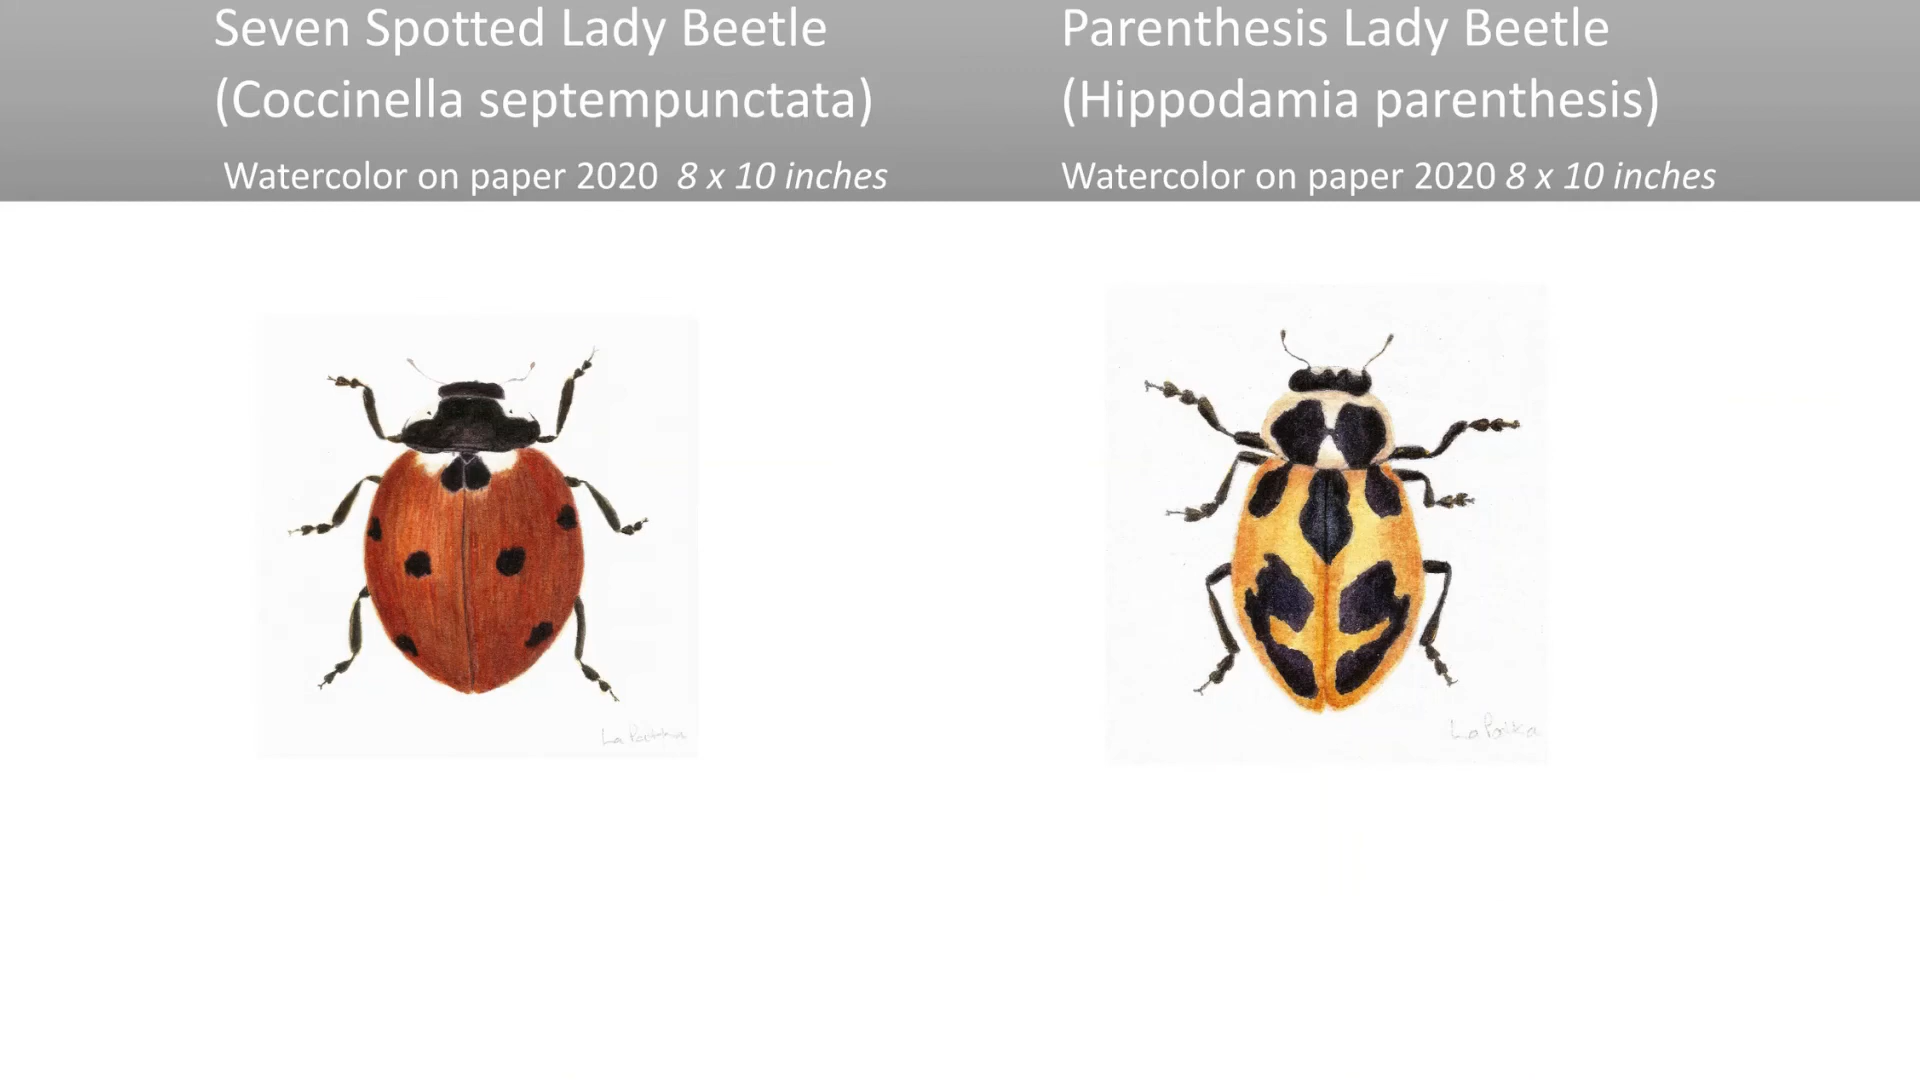 Seven Spotted Lady Beetle
(Coccinella septempunctata)
Watercolor on paper 2020 8 x 10 inches
Parenthesis Lady Beetle
(Hippodamia parenthesis)
Watercolor on paper 2020 8 x 10 inches